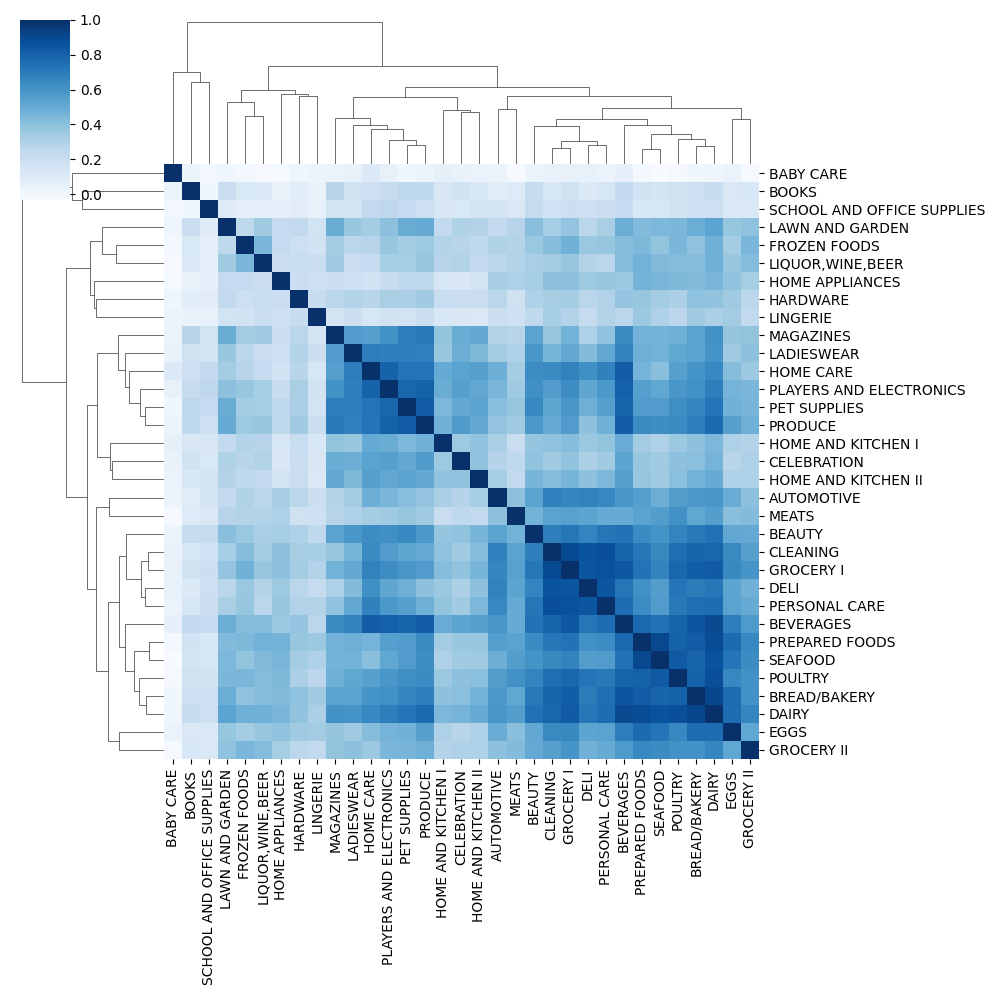 1.0
0.8
0.6
0.4
0.2
0.0
BABY CARE
BOOKS
SCHOOL AND OFFICE SUPPLIES
LAWN AND GARDEN
FROZEN FOODS
LIQUOR,WINE,BEER
HOME APPLIANCES
HARDWARE
LINGERIE
MAGAZINES
LADIESWEAR
HOME CARE
PLAYERS AND ELECTRONICS
PET SUPPLIES
PRODUCE
HOME AND KITCHEN I
CELEBRATION
HOME AND KITCHEN II
AUTOMOTIVE
MEATS
BEAUTY
CLEANING
GROCERY I
DELI
PERSONAL CARE
BEVERAGES
PREPARED FOODS
SEAFOOD
POULTRY
BREAD/BAKERY
DAIRY
EGGS
GROCERY II
BABY CARE
BOOKS
SCHOOL AND OFFICE SUPPLIES
LAWN AND GARDEN
FROZEN FOODS
LIQUOR,WINE,BEER
HOME APPLIANCES
HARDWARE
LINGERIE
MAGAZINES
LADIESWEAR
HOME CARE
PLAYERS AND ELECTRONICS
PET SUPPLIES
PRODUCE
HOME AND KITCHEN I
CELEBRATION
HOME AND KITCHEN II
AUTOMOTIVE
MEATS
BEAUTY
CLEANING
GROCERY I
DELI
PERSONAL CARE
BEVERAGES
PREPARED FOODS
SEAFOOD
POULTRY
BREAD/BAKERY
DAIRY
EGGS
GROCERY II